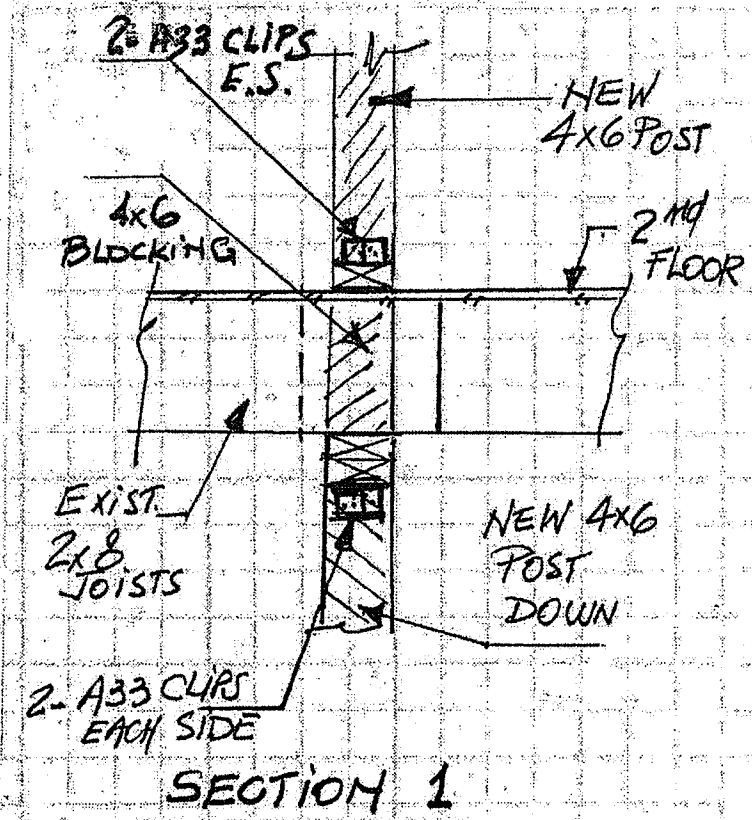 2- A33 CLIPS
E.S.
NEW
4x6 POST
4x6
BLOCKING
2ND
FLOOR
EXIST.
2x8
JOISTS
NEW 4x6
POST
DOWN
2- A33 CLIPS
EACH SIDE
SECTION 1